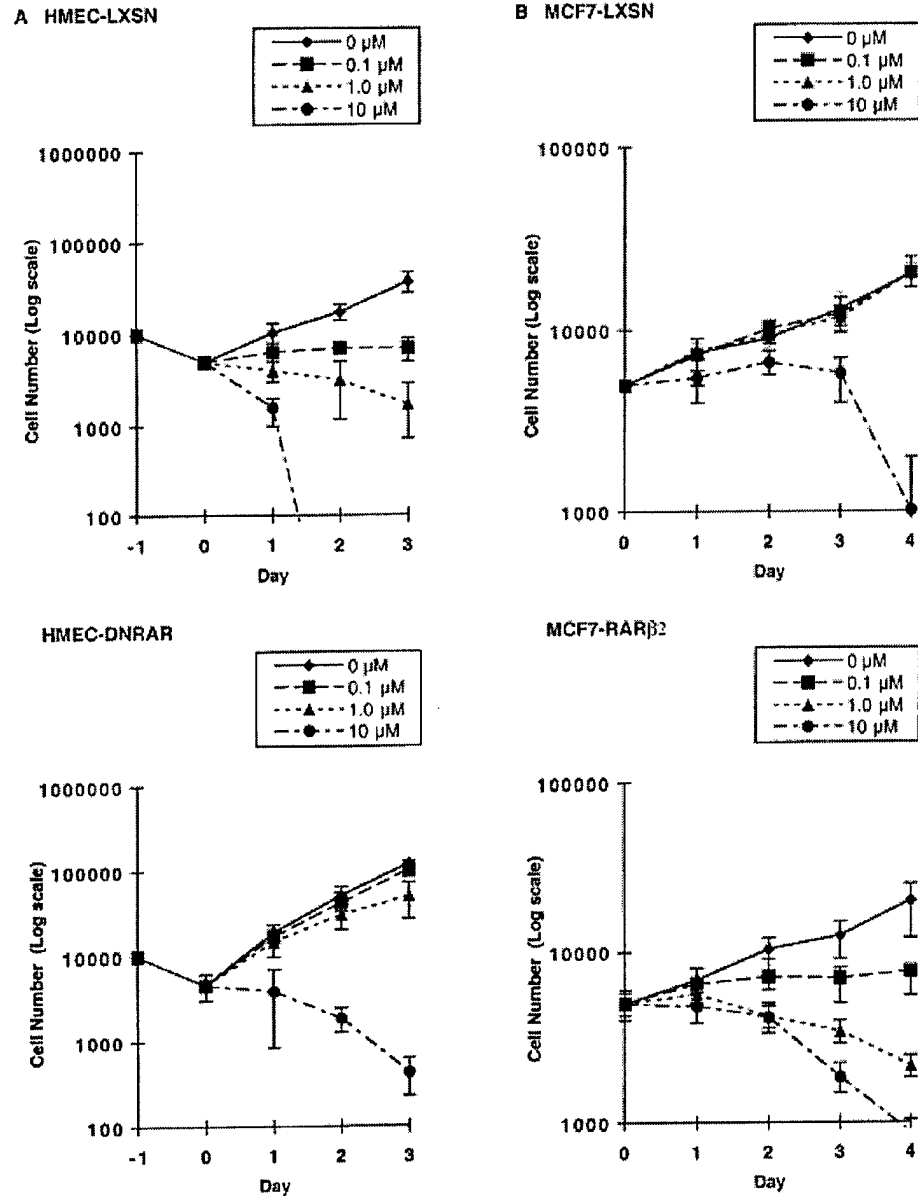 A HMEC-LXSN
0 µM
0.1 µM
1.0 µM
10 µM
1000000
100000
10000
1000
100
Cell Number (Log scale)
-1 0 1 2 3
Day
B MCF7-LXSN
0 µM
0.1 µM
1.0 µM
10 µM
100000
10000
1000
Cell Number (Log scale)
0 1 2 3 4
Day
HMEC-DNRAR
0 µM
0.1 µM
1.0 µM
10 µM
1000000
100000
10000
1000
100
Cell Number (Log scale)
-1 0 1 2 3
Day
MCF7-RARβ2
0 µM
0.1 µM
1.0 µM
10 µM
100000
10000
1000
Cell Number (Log scale)
0 1 2 3 4
Day